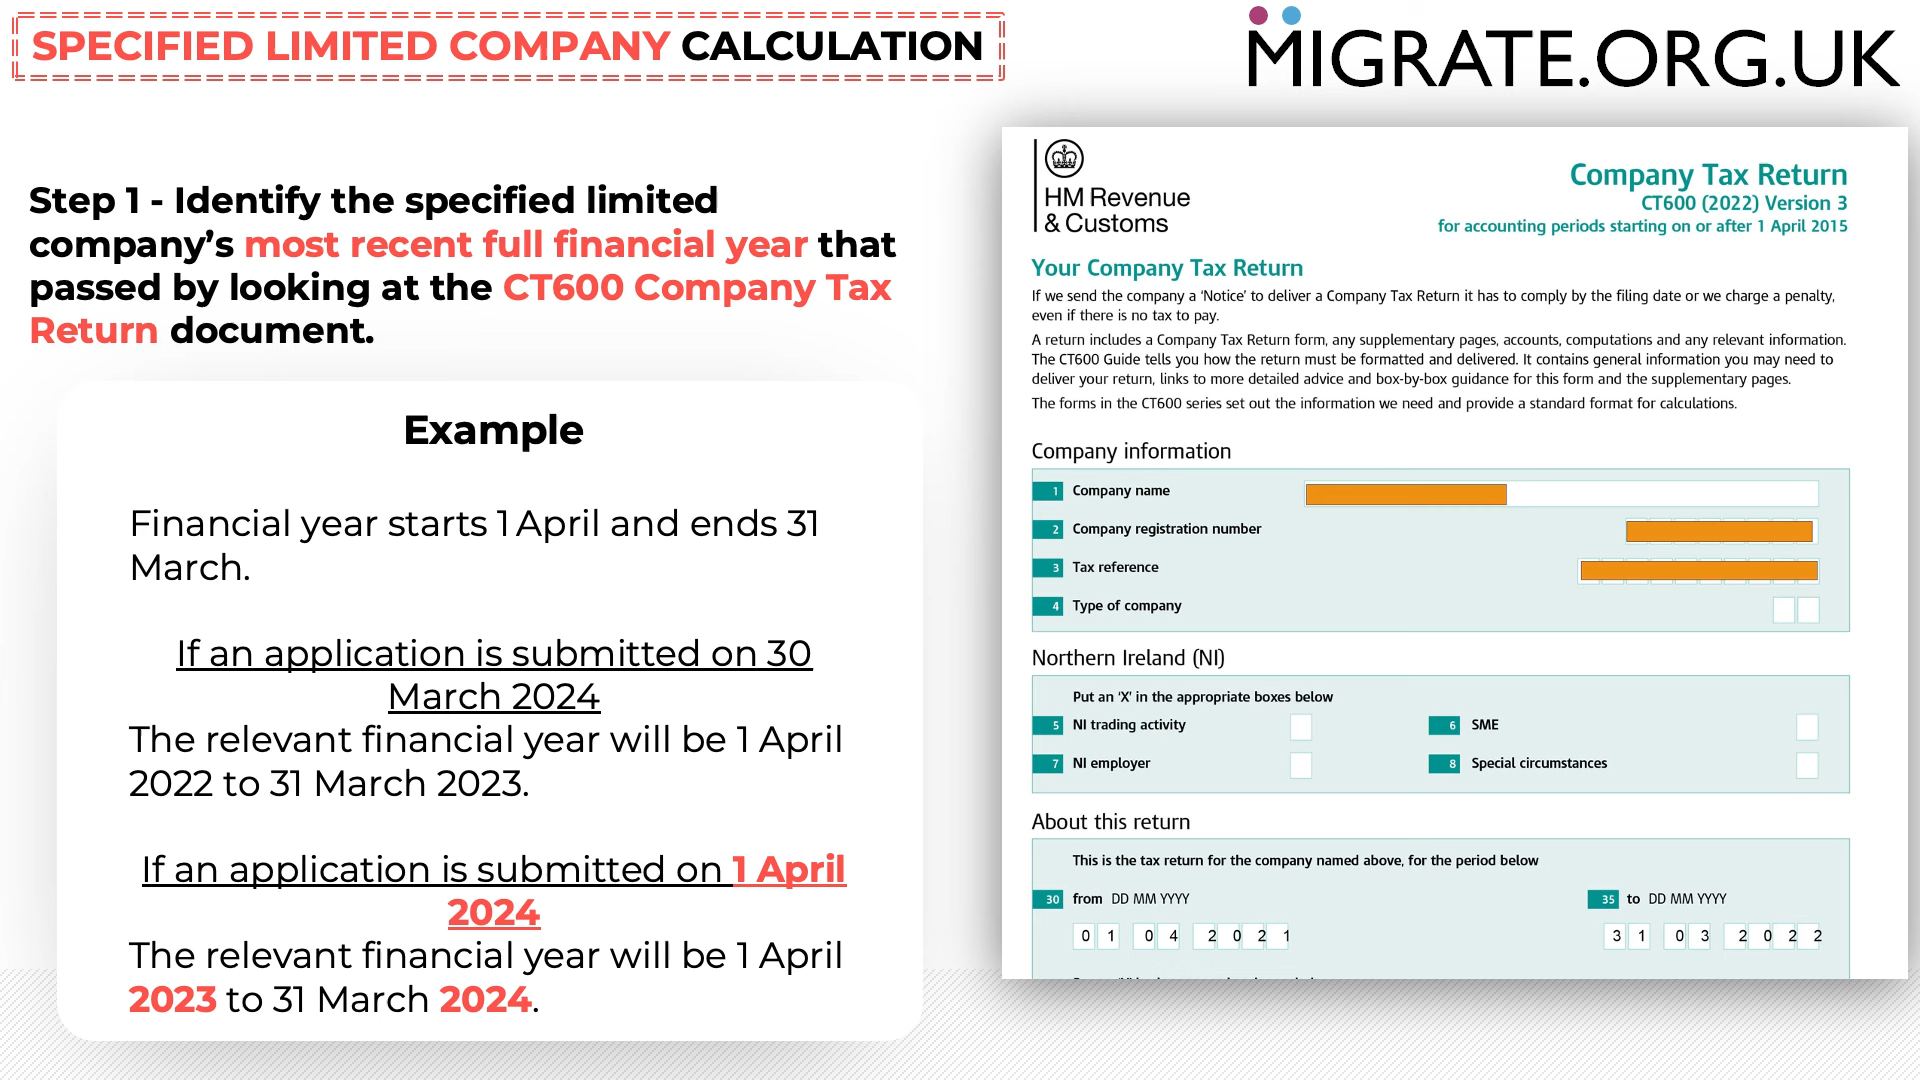 SPECIFIED LIMITED COMPANY CALCULATION
MIGRATE.ORG.UK
Step 1 - Identify the specified limited
company’s most recent full financial year that
passed by looking at the CT600 Company Tax
Return document.
Example
Financial year starts 1 April and ends 31
March.
If an application is submitted on 30
March 2024
The relevant financial year will be 1 April
2022 to 31 March 2023.
If an application is submitted on 1 April
2024
The relevant financial year will be 1 April
2023 to 31 March 2024.
HM Revenue
& Customs
Company Tax Return
CT600 (2022) Version 3
for accounting periods starting on or after 1 April 2015
Your Company Tax Return
If we send the company a ‘Notice’ to deliver a Company Tax Return it has to comply by the filing date or we charge a penalty,
even if there is no tax to pay.
A return includes a Company Tax Return form, any supplementary pages, accounts, computations and any relevant information.
The CT600 Guide tells you how the return must be formatted and delivered. It contains general information you may need to
deliver your return, links to more detailed advice and box-by-box guidance for this form and the supplementary pages.
The forms in the CT600 series set out the information we need and provide a standard format for calculations.
Company information
1 Company name
2 Company registration number
3 Tax reference
4 Type of company
Northern Ireland (NI)
Put an ‘X’ in the appropriate boxes below
5 NI trading activity 6 SME
7 NI employer 8 Special circumstances
About this return
This is the tax return for the company named above, for the period below
30 from DD MM YYYY 35 to DD MM YYYY
0 1 0 4 2 0 2 1 3 1 0 3 2 0 2 2